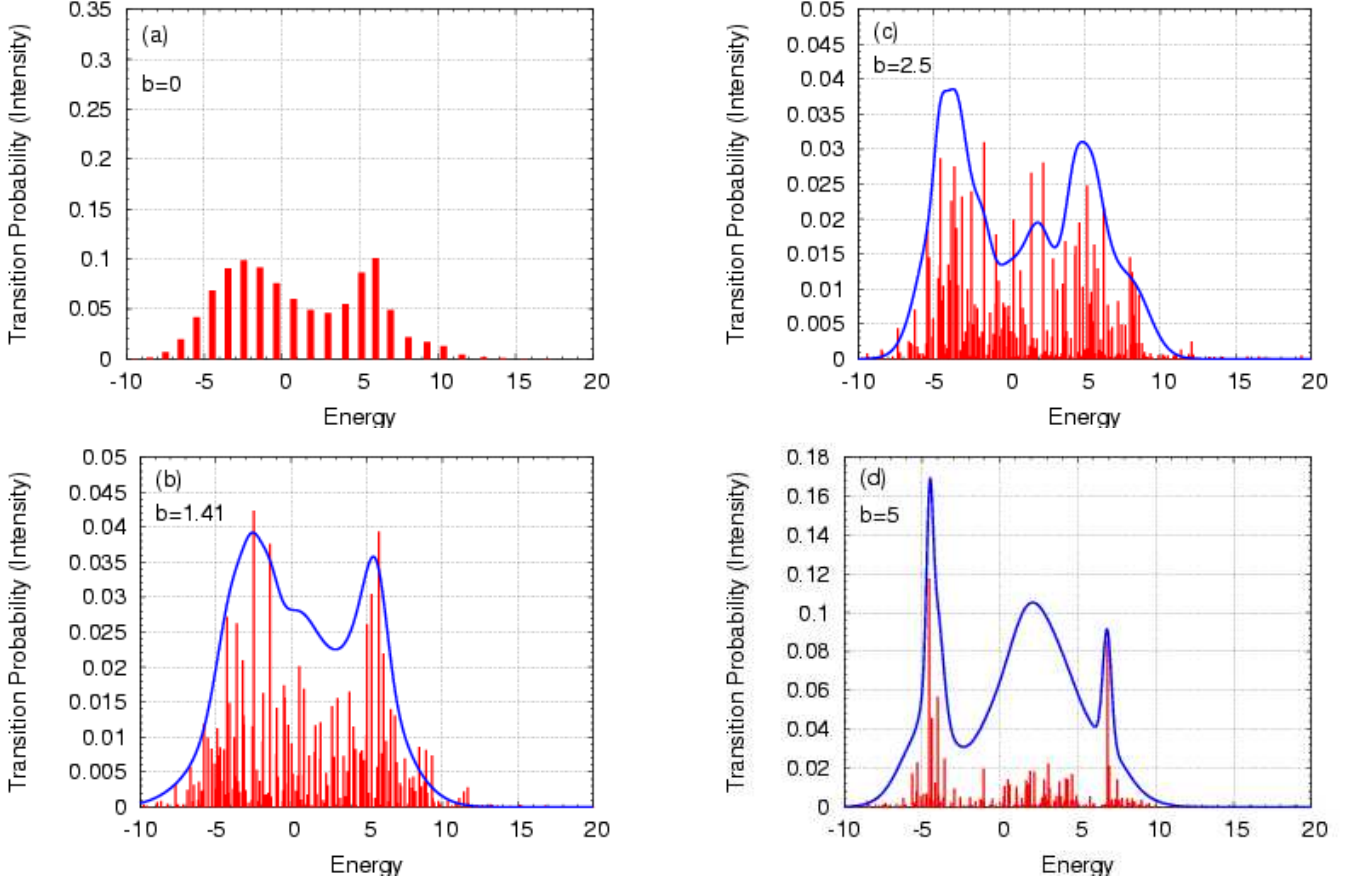 (a)
b=0
Transition Probability (Intensity)
0.35
0.3
0.25
0.2
0.15
0.1
0.05
0
-10 -5 0 5 10 15 20
Energy
(c)
b=2.5
Transition Probability (Intensity)
0.05
0.045
0.04
0.035
0.03
0.025
0.02
0.015
0.01
0.005
0
-10 -5 0 5 10 15 20
Energy
(b)
b=1.41
Transition Probability (Intensity)
0.05
0.045
0.04
0.035
0.03
0.025
0.02
0.015
0.01
0.005
0
-10 -5 0 5 10 15 20
Energy
(d)
b=5
Transition Probability (Intensity)
0.18
0.16
0.14
0.12
0.1
0.08
0.06
0.04
0.02
0
-10 -5 0 5 10 15 20
Energy